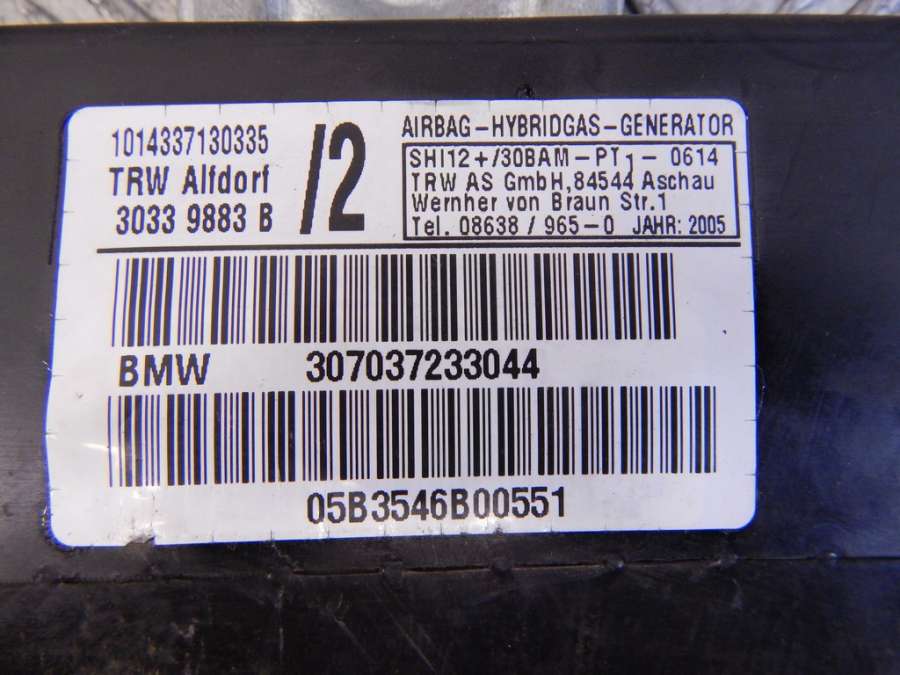 1014337130335
TRW Alfdorf
3033 9883 B
/2
AIRBAG-HYBRIDGAS-GENERATOR
SHI12+/30BAM-PT1- 0614
TRW AS GmbH,84544 Aschau
Wernher von Braun Str.1
Tel. 08638 / 965-0 JAHR: 2005
BMW 307037233044
05B3546B00551